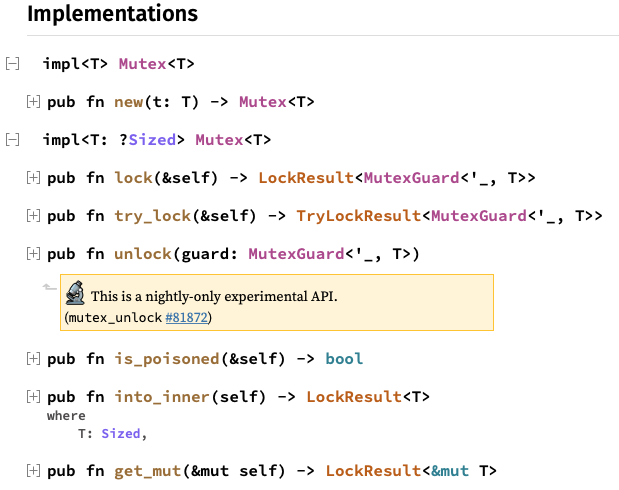 Implementations
[−] impl<T> Mutex<T>
[+] pub fn new(t: T) -> Mutex<T>
[−] impl<T: ?Sized> Mutex<T>
[+] pub fn lock(&self) -> LockResult<MutexGuard<'_, T>>
[+] pub fn try_lock(&self) -> TryLockResult<MutexGuard<'_, T>>
[+] pub fn unlock(guard: MutexGuard<'_, T>)
This is a nightly-only experimental API.
(mutex_unlock #81872)
[+] pub fn is_poisoned(&self) -> bool
[+] pub fn into_inner(self) -> LockResult<T>
where
T: Sized,
[+] pub fn get_mut(&mut self) -> LockResult<&mut T>